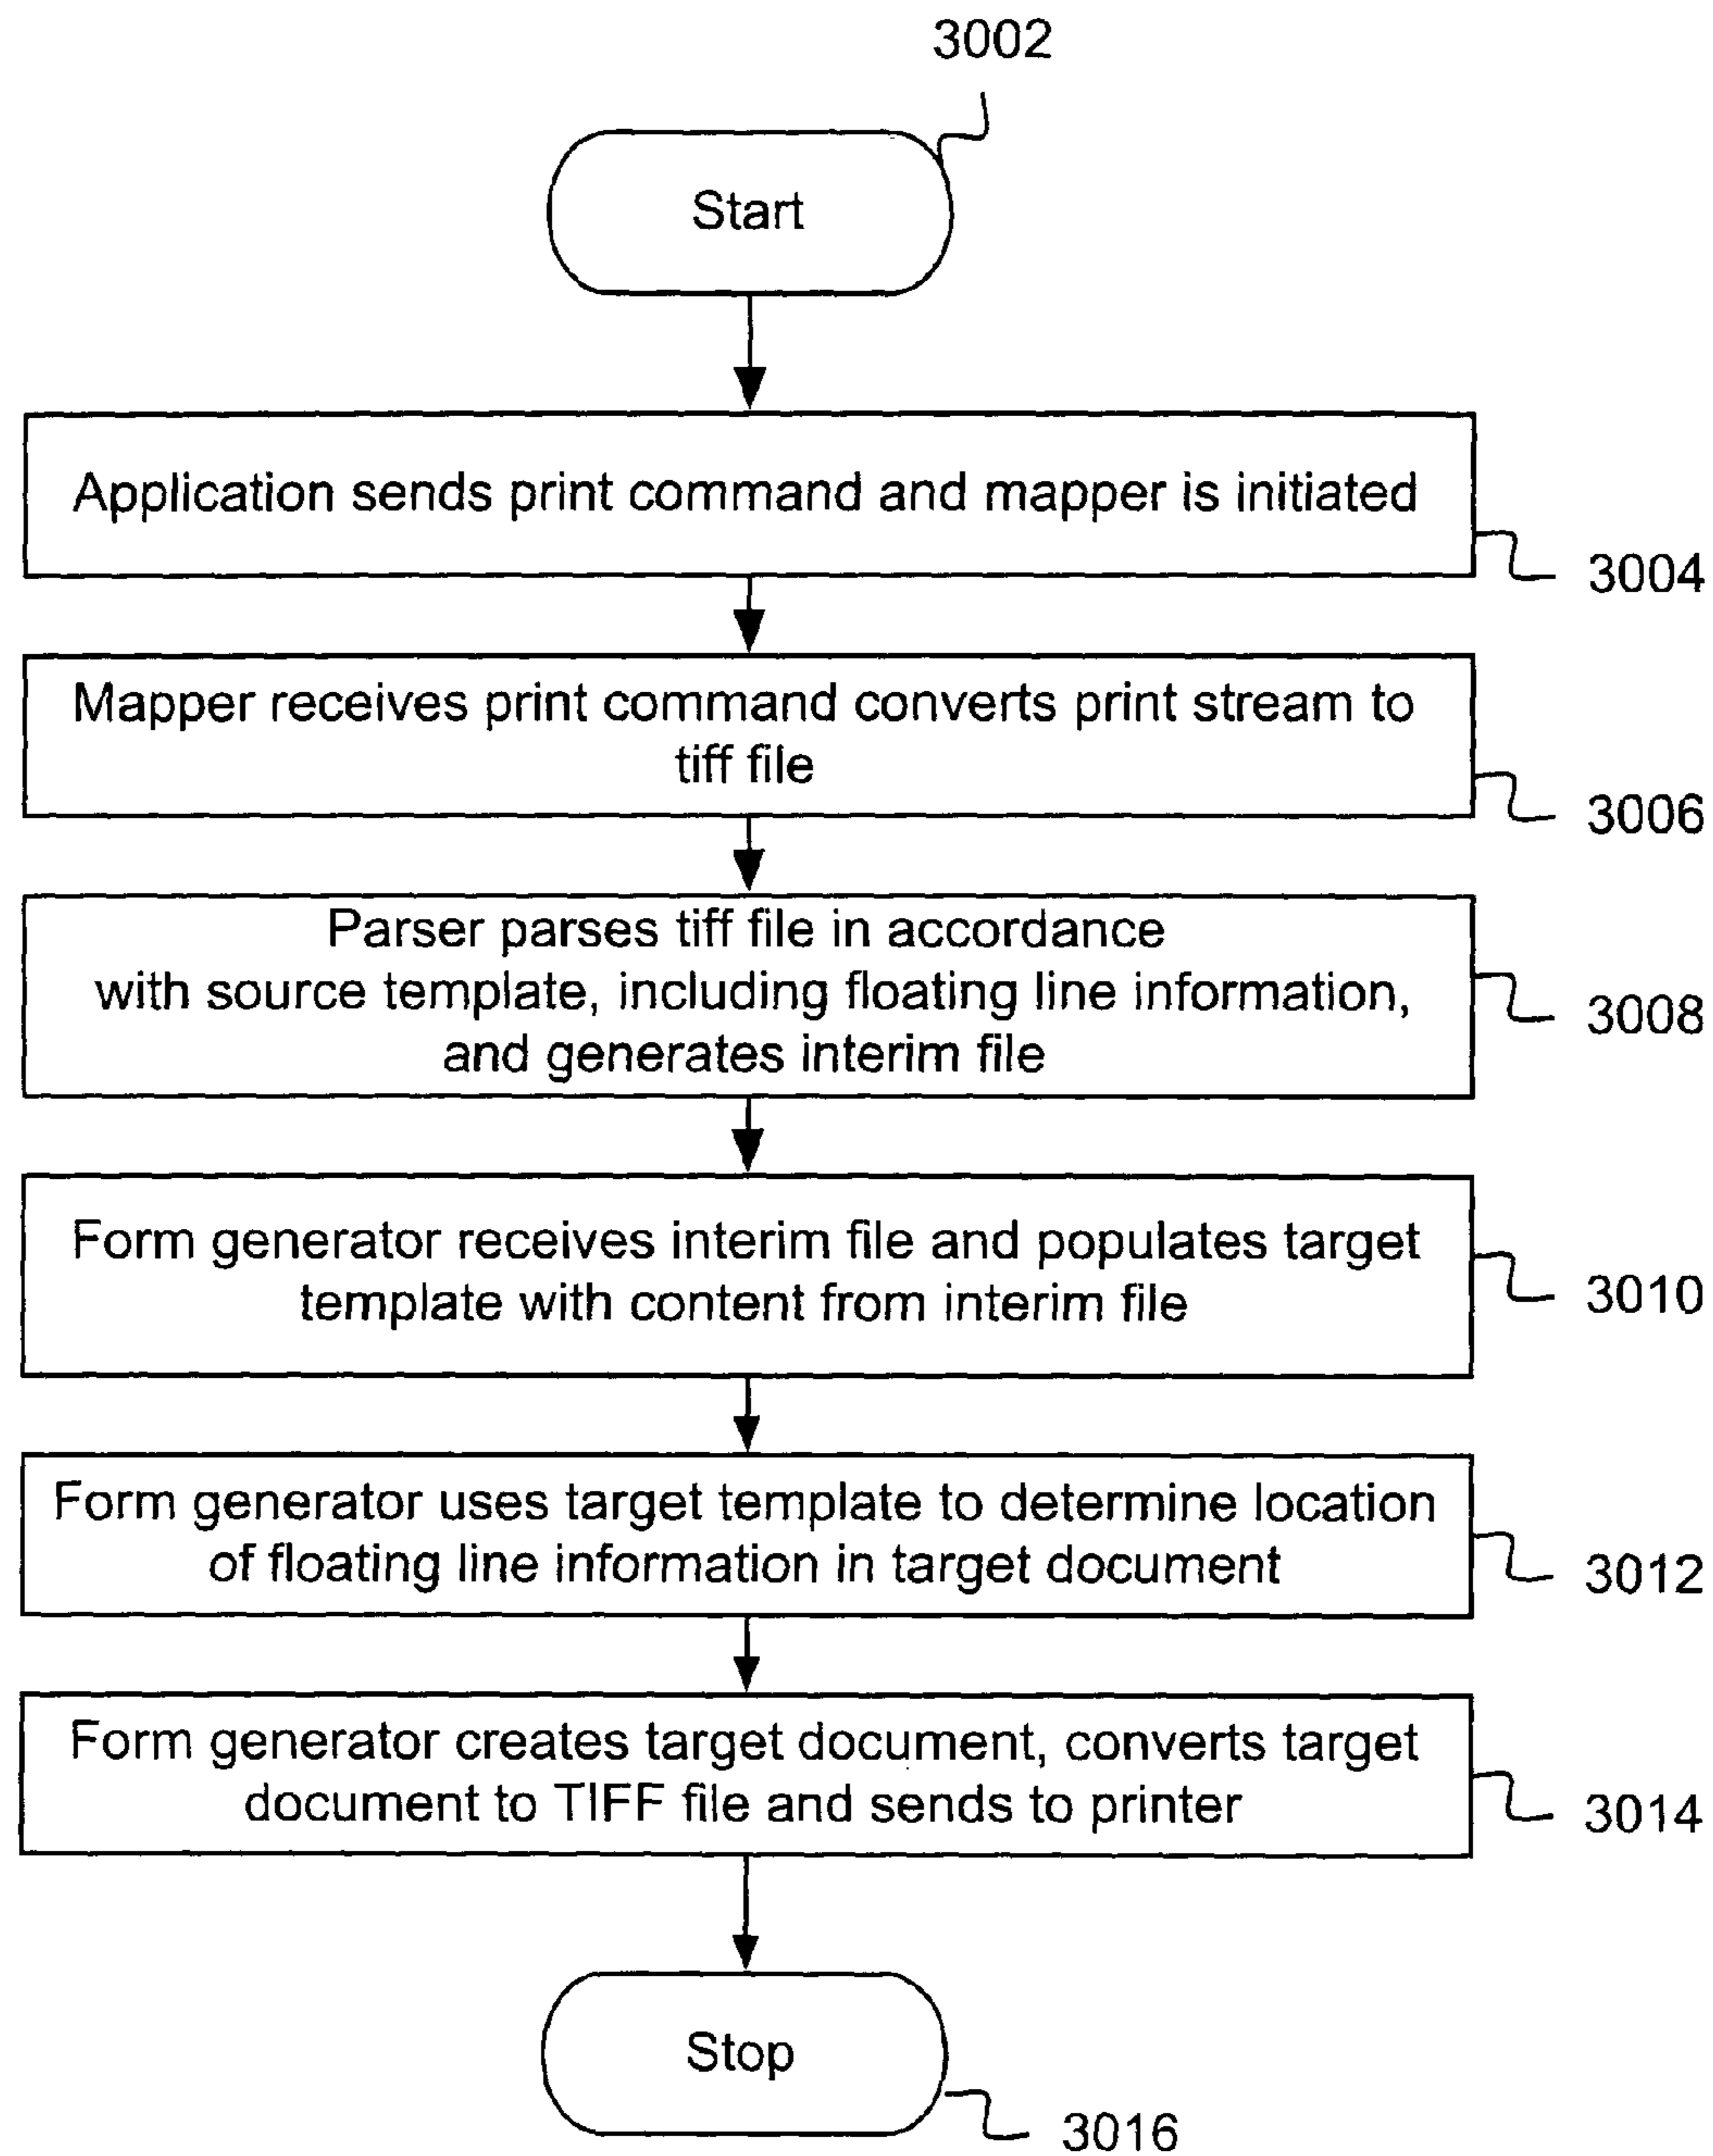 3002
Start
Application sends print command and mapper is initiated
3004
Mapper receives print command converts print stream to
tiff file
3006
Parser parses tiff file in accordance
with source template, including floating line information,
and generates interim file
3008
Form generator receives interim file and populates target
template with content from interim file
3010
Form generator uses target template to determine location
of floating line information in target document
3012
Form generator creates target document, converts target
document to TIFF file and sends to printer
3014
Stop
3016